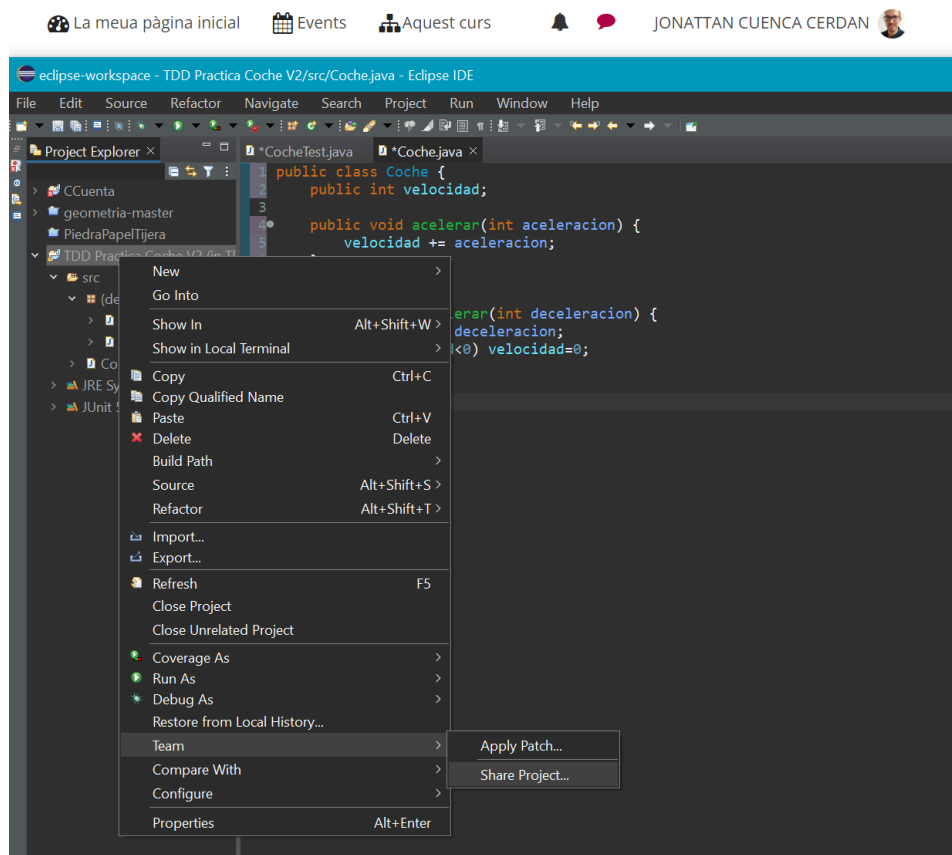 La meua pàgina inicial Events Aquest curs JONATTAN CUENCA CERDAN
eclipse-workspace - TDD Practica Coche V2/src/Coche.java - Eclipse IDE
File Edit Source Refactor Navigate Search Project Run Window Help
Project Explorer × *CocheTest.java *Coche.java ×
1 public class Coche {
2 public int velocidad;
3
4 public void acelerar(int aceleracion) {
5 velocidad += aceleracion;
CCuenta
geometria-master
PiedraPapelTijera
TDD Practica Coche V2
src
(de
Co
JRE Sy
JUnit
erar(int deceleracion) {
deceleracion;
<0) velocidad=0;
New
Go Into
Show In Alt+Shift+W
Show in Local Terminal
Copy Ctrl+C
Copy Qualified Name
Paste Ctrl+V
Delete Delete
Build Path
Source Alt+Shift+S
Refactor Alt+Shift+T
Import...
Export...
Refresh F5
Close Project
Close Unrelated Project
Coverage As
Run As
Debug As
Restore from Local History...
Team
Apply Patch...
Compare With
Share Project...
Configure
Properties Alt+Enter